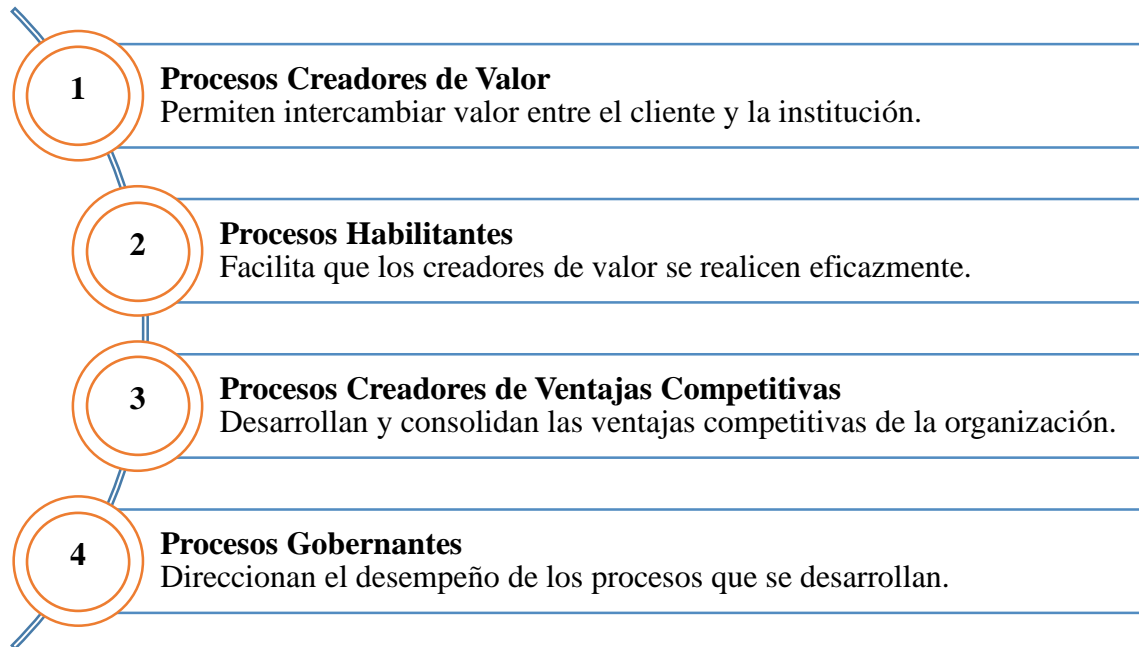 1
Procesos Creadores de Valor
Permiten intercambiar valor entre el cliente y la institución.
2
Procesos Habilitantes
Facilita que los creadores de valor se realicen eficazmente.
3
Procesos Creadores de Ventajas Competitivas
Desarrollan y consolidan las ventajas competitivas de la organización.
4
Procesos Gobernantes
Direccionan el desempeño de los procesos que se desarrollan.